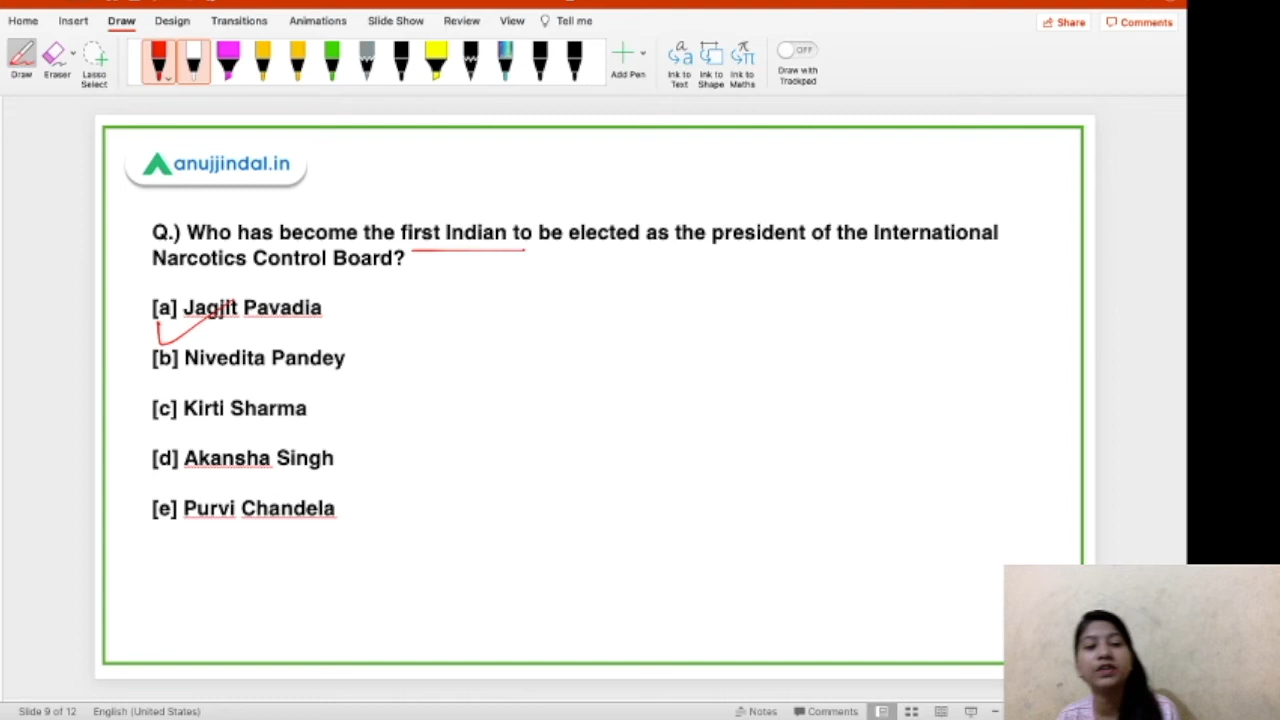 Home Insert Draw Design Transitions Animations Slide Show Review View Tell me Share Comments
Draw Eraser Lasso Select Add Pen Ink to Text Ink to Shape Ink to Maths OFF Draw with Trackpad
anujjindal.in
Q.) Who has become the first Indian to be elected as the president of the International
Narcotics Control Board?
[a] Jagjit Pavadia
[b] Nivedita Pandey
[c] Kirti Sharma
[d] Akansha Singh
[e] Purvi Chandela
Slide 9 of 12 English (United States) Notes Comments